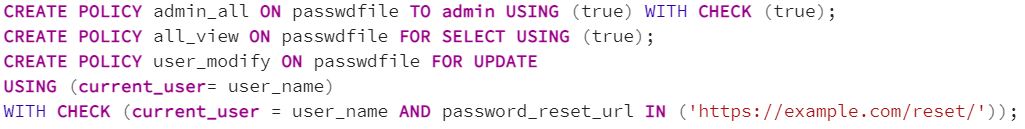 CREATE POLICY admin_all ON passwdfile TO admin USING (true) WITH CHECK (true);
CREATE POLICY all_view ON passwdfile FOR SELECT USING (true);
CREATE POLICY user_modify ON passwdfile FOR UPDATE
USING (current_user= user_name)
WITH CHECK (current_user = user_name AND password_reset_url IN ('https://example.com/reset/'));